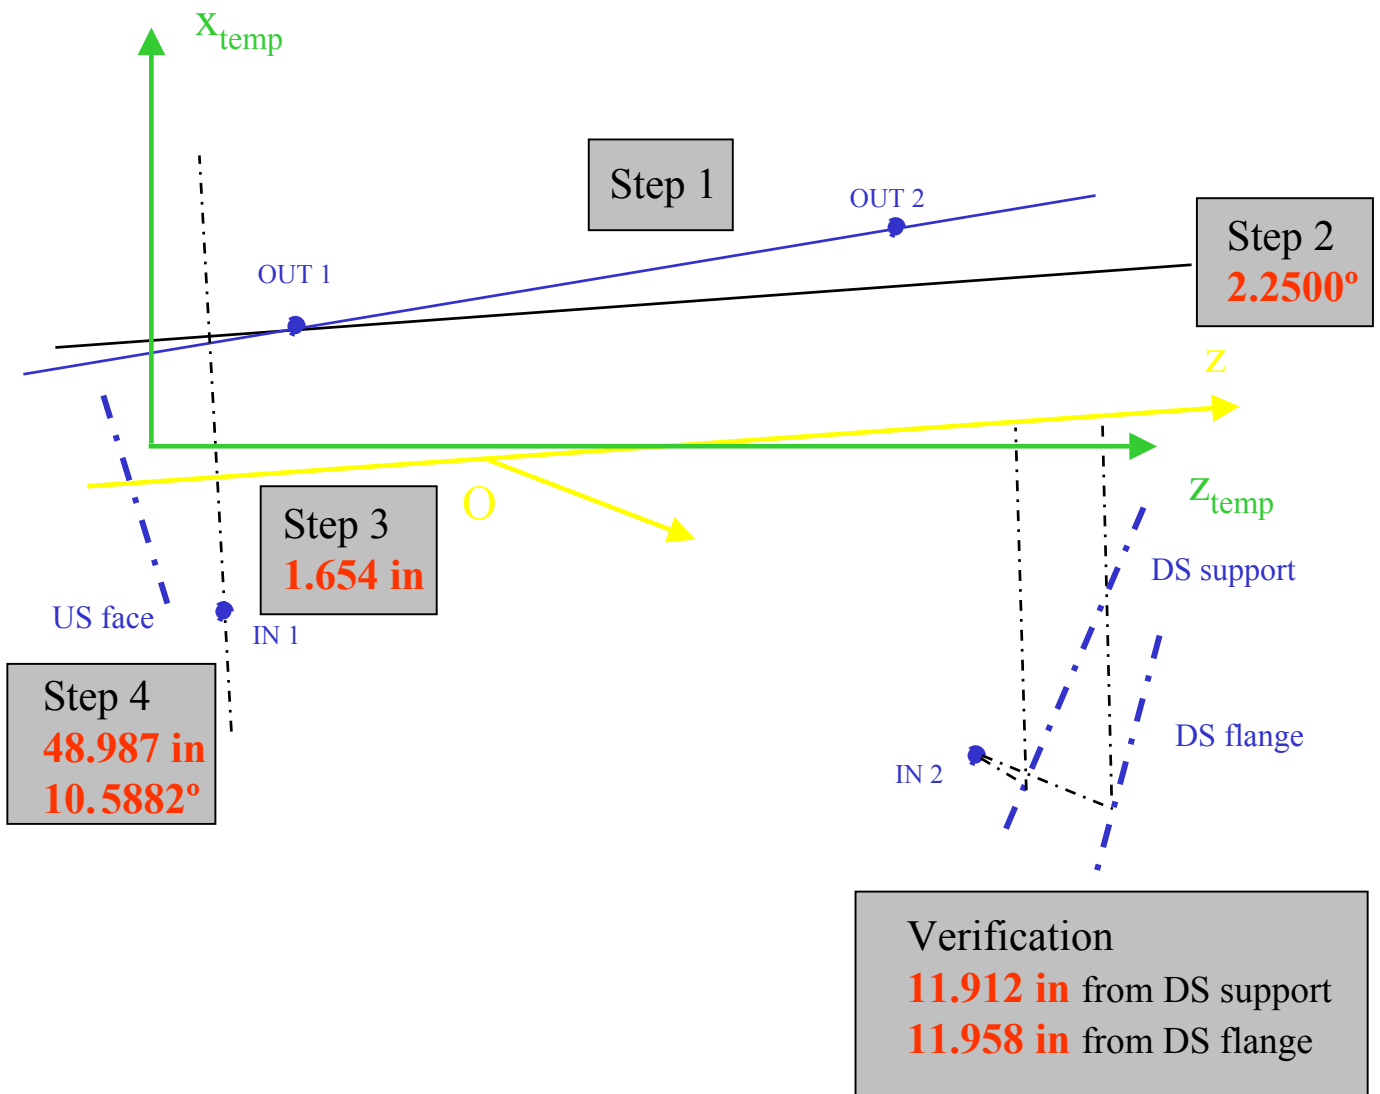 x_temp
Step 1
OUT 2
OUT 1
Step 2
2.2500º
z
z_temp
O
Step 3
1.654 in
DS support
US face
IN 1
Step 4
48.987 in
10.5882º
DS flange
IN 2
Verification
11.912 in from DS support
11.958 in from DS flange